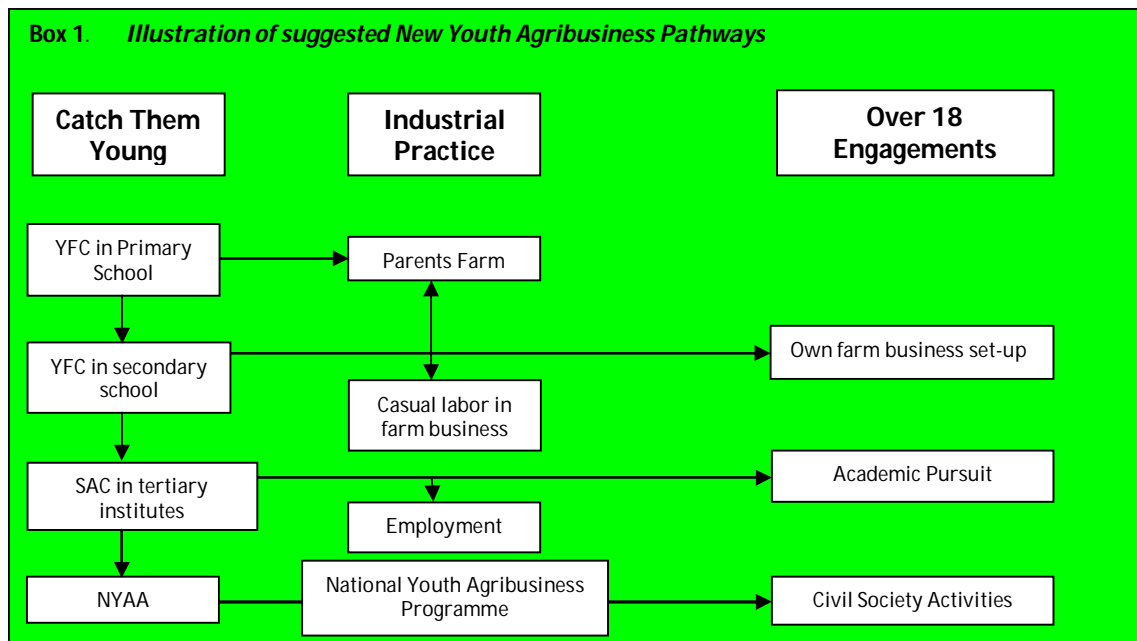 Box 1. Illustration of suggested New Youth Agribusiness Pathways
Catch Them
Young
Industrial
Practice
Over 18
Engagements
YFC in Primary
School
Parents Farm
YFC in secondary
school
Own farm business set-up
Casual labor in
farm business
SAC in tertiary
institutes
Academic Pursuit
Employment
NYAA
National Youth Agribusiness
Programme
Civil Society Activities